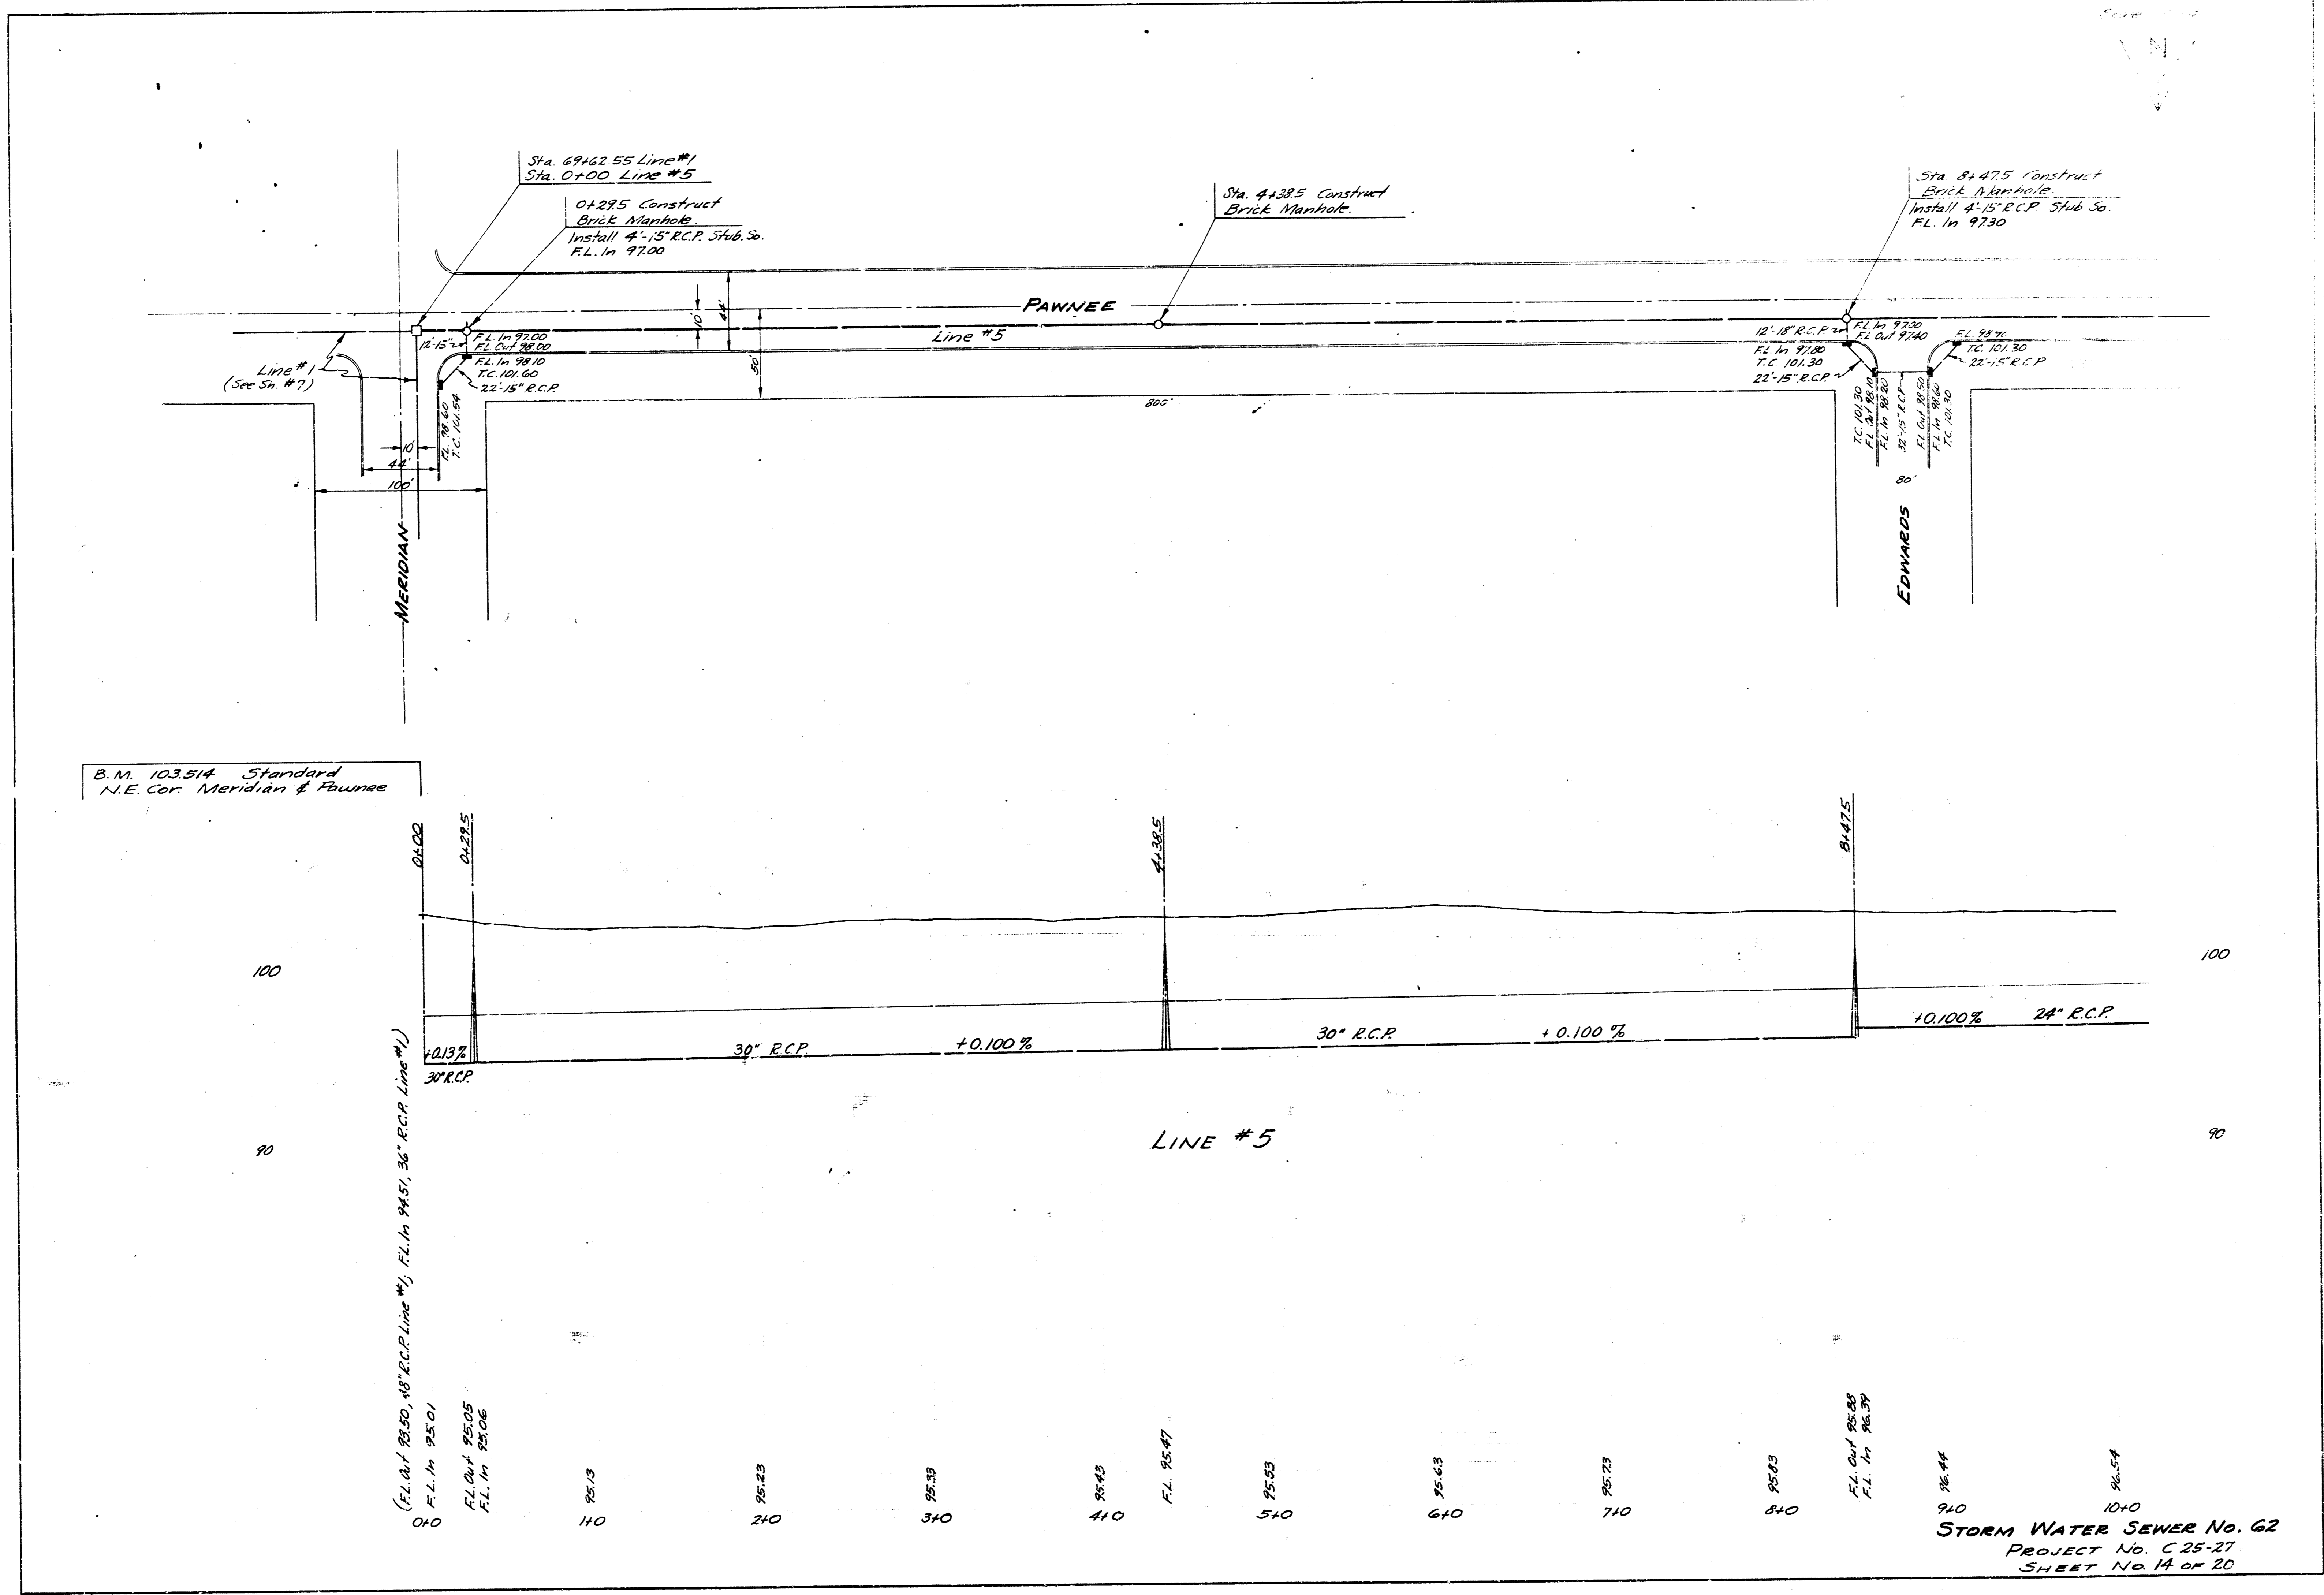 Sta. 69+62.55 Line #1
Sta. 0+00 Line #5
0+29.5 Construct
Brick Manhole.
Install 4'-15" R.C.P. Stub. So.
F.L. In 97.00
Sta. 4+38.5 Construct
Brick Manhole.
Sta 8+47.5 Construct
Brick Manhole.
Install 4'-15" R.C.P. Stub So.
F.L. In 97.30
PAWNEE
Line #5
10'
44'
50'
800'
12'-15"
F.L. In 97.00
F.L. Out 98.00
F.L. In 98.10
T.C. 101.60
22'-15" R.C.P.
F.L. 98.60
T.C. 101.54
Line #1
(See Sh. #7)
10'
44'
100'
MERIDIAN
12'-18" R.C.P.
F.L. In 97.20
F.L. Out 97.40
F.L. In 97.80
T.C. 101.30
22'-15" R.C.P.
T.C. 101.30
22'-15" R.C.P.
T.C. 101.30
F.L. Out 98.10
F.L. In 98.20
32'-15" R.C.P.
F.L. Out 98.50
F.L. In 98.60
T.C. 101.30
80'
EDWARDS
B.M. 103.514 Standard
N.E. Cor. Meridian & Pawnee
0+00
0+29.5
4+38.5
8+47.5
100
100
+0.13%
30" R.C.P.
30" R.C.P.
+0.100 %
30" R.C.P.
+0.100 %
+0.100%
24" R.C.P.
90
LINE #5
90
(F.L. Out 93.50, 48" R.C.P. Line #1; F.L. In 94.51, 36" R.C.P. Line #1)
F.L. In 95.01
F.L. Out 95.05
F.L. In 95.06
95.13
95.23
95.33
95.43
F.L. 95.47
95.53
95.63
95.73
95.83
F.L. Out 95.88
F.L. In 96.39
96.44
96.54
0+0
1+0
2+0
3+0
4+0
5+0
6+0
7+0
8+0
9+0
10+0
STORM WATER SEWER No. 62
PROJECT No. C 25-27
SHEET No. 14 OF 20